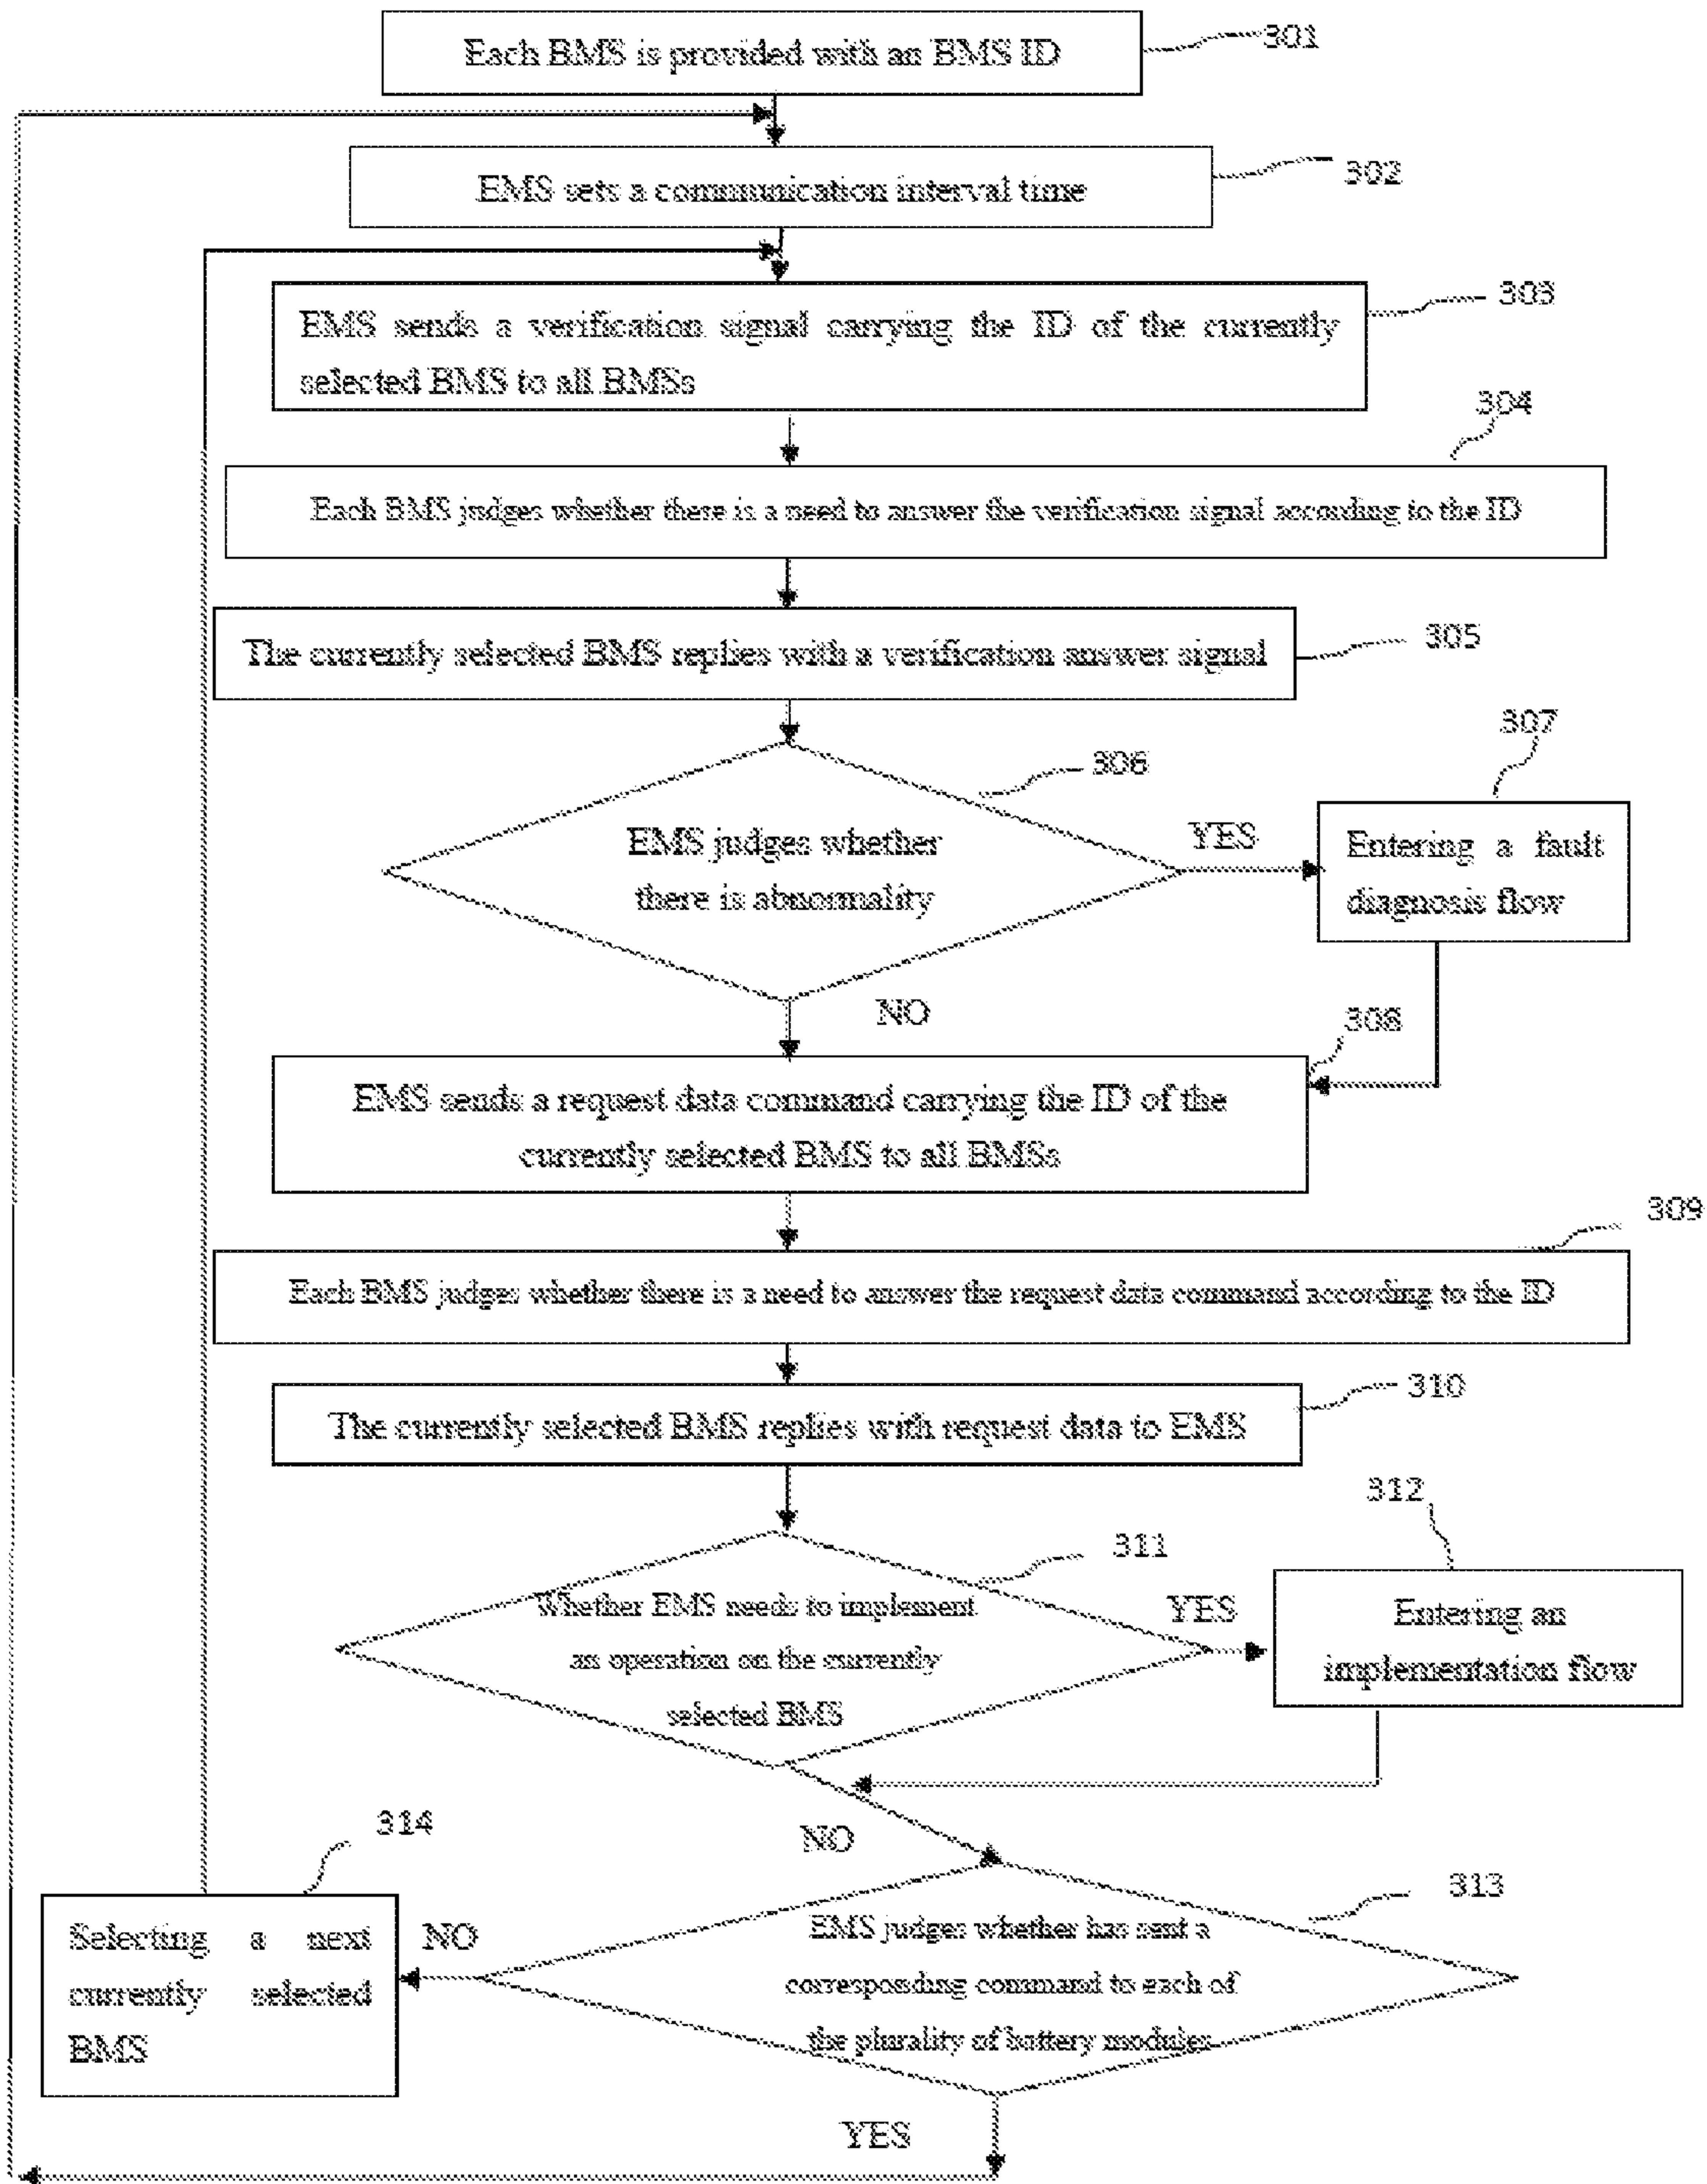 Each BMS is provided with an BMS ID
301
EMS sets a communication interval time
302
303
EMS sends a verification signal carrying the ID of the currently
selected BMS to all BMSs
304
Each BMS judges whether there is a need to answer the verification signal according to the ID
305
The currently selected BMS replies with a verification answer signal
306
307
EMS judges whether
there is abnormality
YES
Entering a fault
diagnosis flow
NO
308
EMS sends a request data command carrying the ID of the
currently selected BMS to all BMSs
309
Each BMS judges whether there is a need to answer the request data command according to the ID
310
The currently selected BMS replies with request data to EMS
312
311
Whether EMS needs to implement
an operation on the currently
selected BMS
YES
Entering an
implementation flow
314
NO
313
Selecting a next
currently selected
BMS
NO
EMS judges whether has sent a
corresponding command to each of
the plurality of battery modules
YES